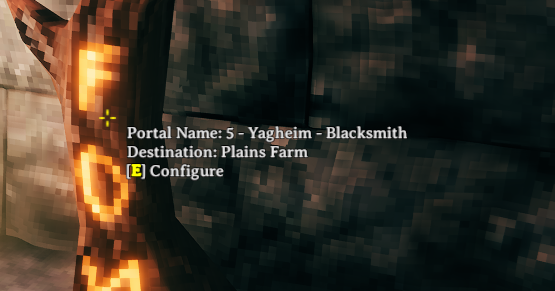 Portal Name: 5 - Yagheim - Blacksmith
Destination: Plains Farm
[E] Configure